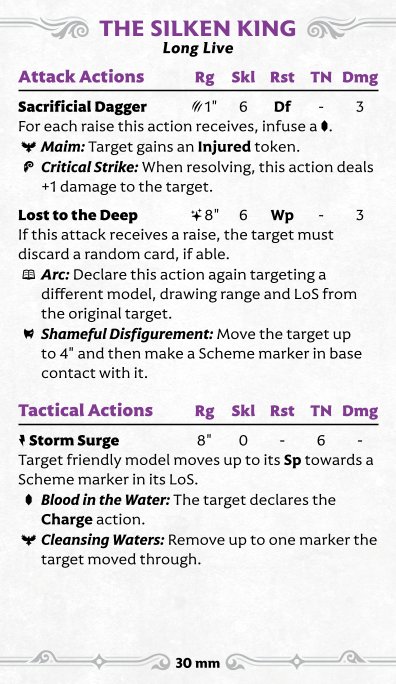 THE SILKEN KING
Long Live
Attack Actions Rg Skl Rst TN Dmg
Sacrificial Dagger 1" 6 Df - 3
For each raise this action receives, infuse a .
Maim: Target gains an Injured token.
Critical Strike: When resolving, this action deals
+1 damage to the target.
Lost to the Deep 8" 6 Wp - 3
If this attack receives a raise, the target must
discard a random card, if able.
Arc: Declare this action again targeting a
different model, drawing range and LoS from
the original target.
Shameful Disfigurement: Move the target up
to 4" and then make a Scheme marker in base
contact with it.
Tactical Actions Rg Skl Rst TN Dmg
Storm Surge 8" 0 - 6 -
Target friendly model moves up to its Sp towards a
Scheme marker in its LoS.
Blood in the Water: The target declares the
Charge action.
Cleansing Waters: Remove up to one marker the
target moved through.
30 mm